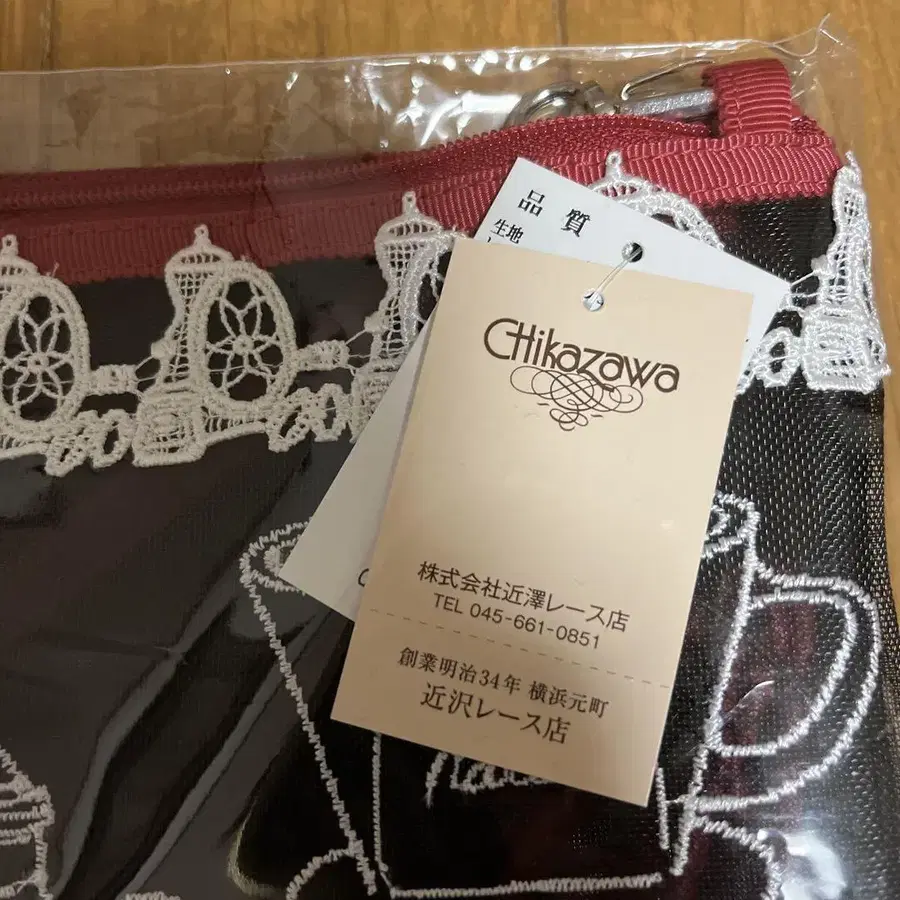 品質
生地
CHikazawa
株式会社近澤レース店
TEL 045-661-0851
創業明治34年 横浜元町
近沢レース店